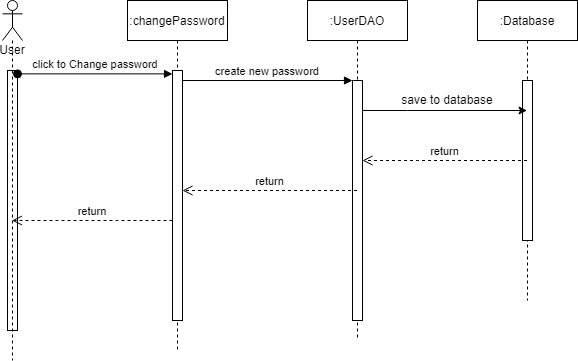 :changePassword
:UserDAO
:Database
User
click to Change password
create new password
save to database
return
return
return